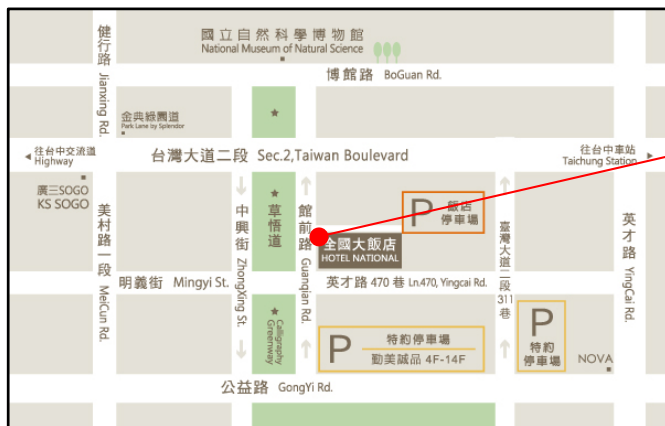 國立自然科學博物館
National Museum of Natural Science
博館路 BoGuan Rd.
健行路 Jianxing Rd.
金典綠園道
Park Lane by Splendor
往台中交流道
Highway
台灣大道二段 Sec.2,Taiwan Boulevard
往台中車站
Taichung Station
廣三SOGO
KS SOGO
美村路一段 MeiCun Rd.
中興街 ZhongXing St.
草悟道
館前路 Guanqian Rd.
P 飯店
停車場
全國大飯店
HOTEL NATIONAL
臺灣大道二段311巷
英才路 YingCai Rd.
明義街 Mingyi St.
英才路 470 巷 Ln.470, Yingcai Rd.
Calligraphy
Greenway
P 特約停車場
勤美誠品 4F-14F
P
特約
停車場
NOVA
公益路 GongYi Rd.